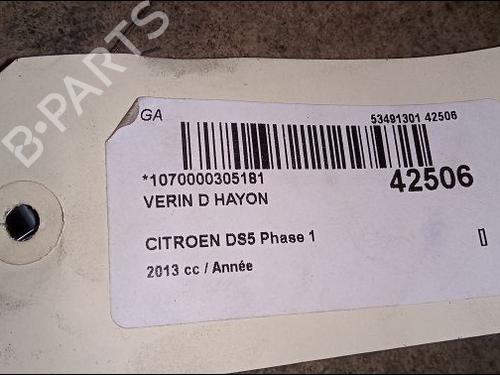 GA
53491301 42506
*1070000305181
42506
VERIN D HAYON
CITROEN DS5 Phase 1
2013 cc / Année
B-PARTS